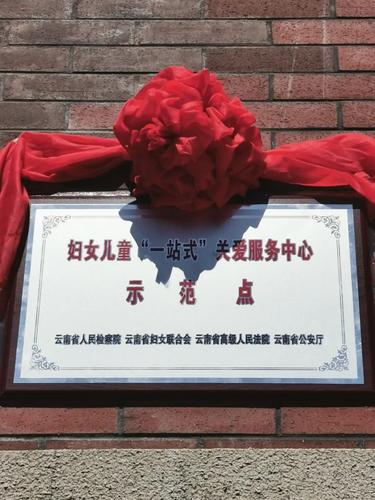 妇女儿童“一站式”关爱服务中心
示范点
云南省人民检察院 云南省妇女联合会 云南省高级人民法院 云南省公安厅